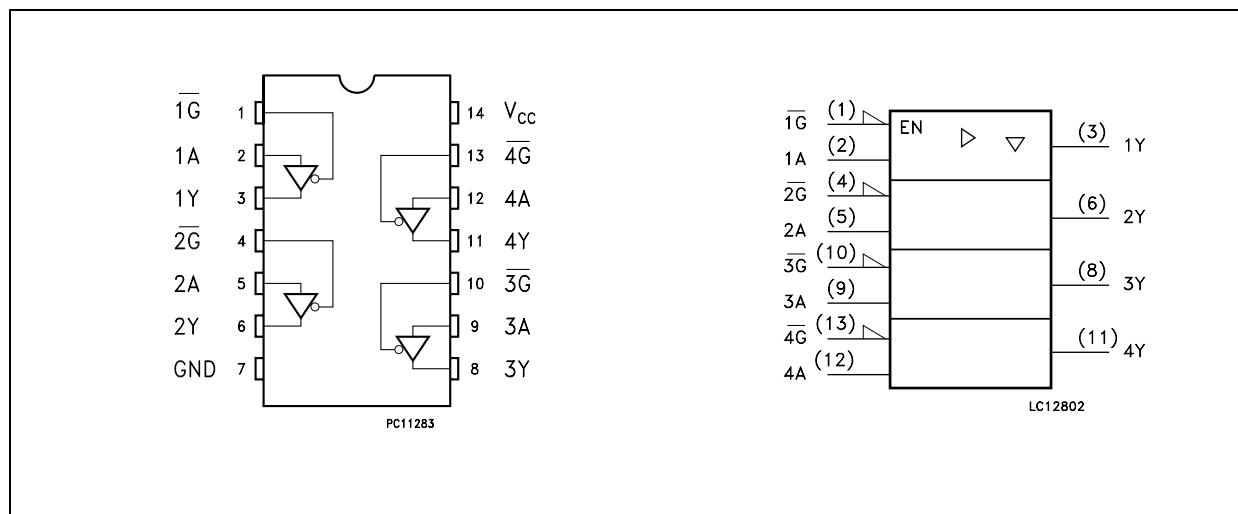 1G 1 14 VCC
1A 2 13 4G
1Y 3 12 4A
2G 4 11 4Y
2A 5 10 3G
2Y 6 9 3A
GND 7 8 3Y
PC11283
1G (1) EN (3) 1Y
1A (2)
2G (4) (6) 2Y
2A (5)
3G (10) (8) 3Y
3A (9)
4G (13) (11) 4Y
4A (12)
LC12802